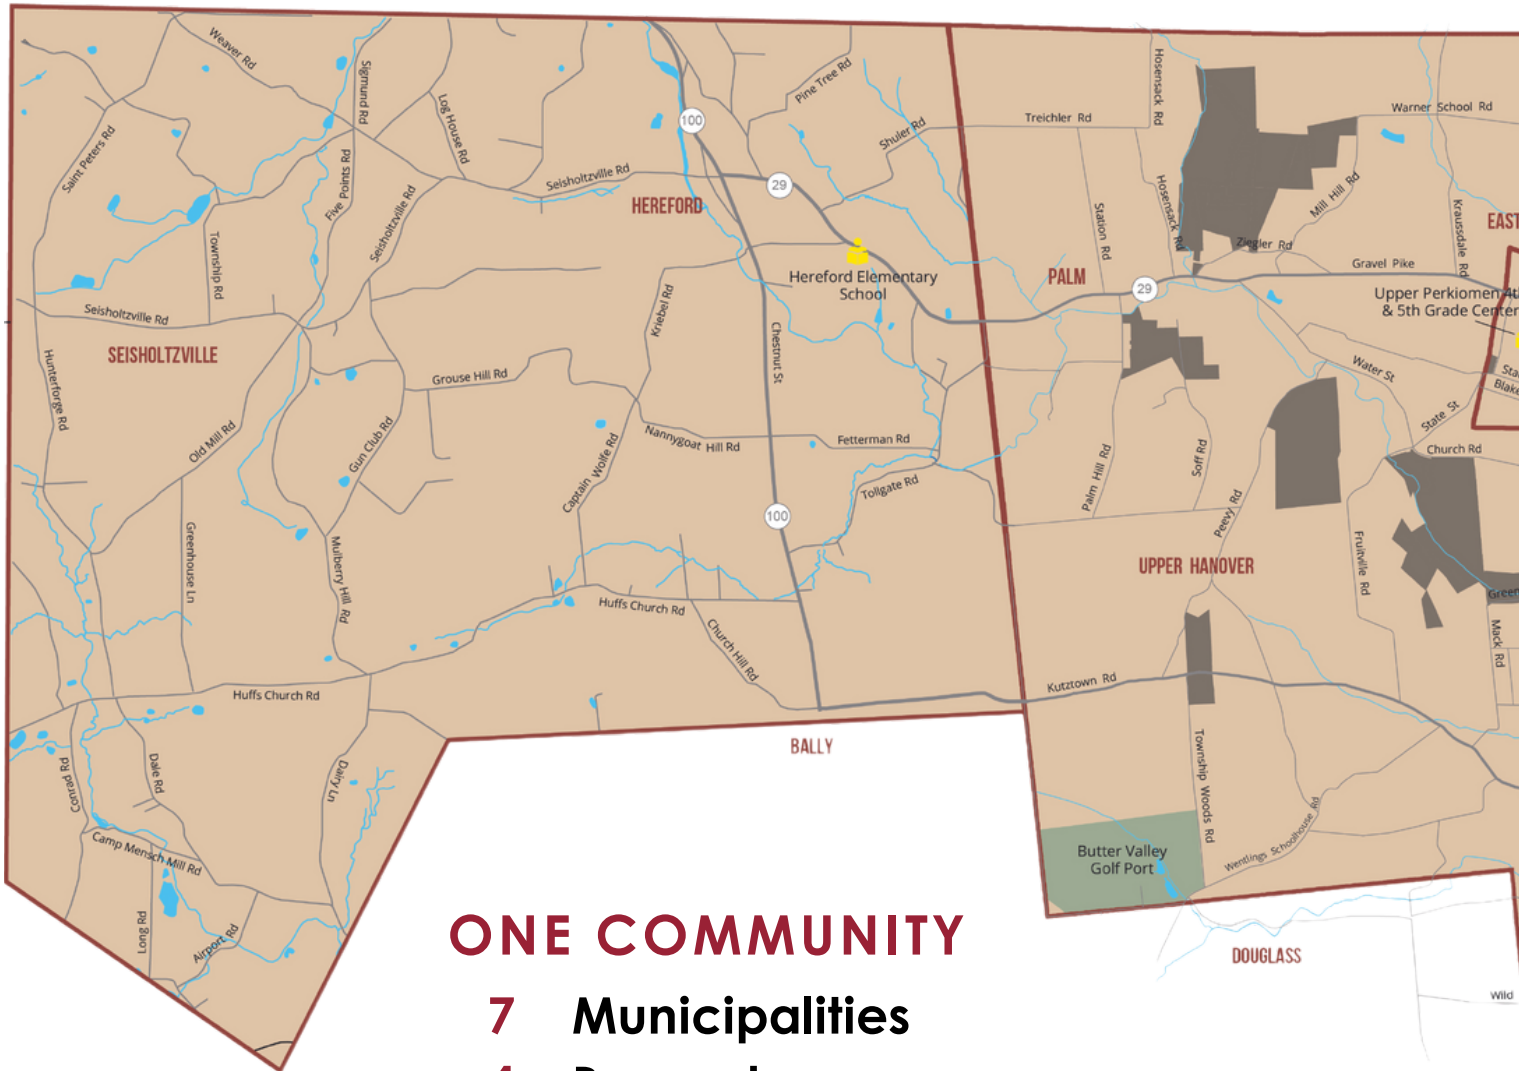 Weaver Rd
Sigmund Rd
Log House Rd
Saint Peters Rd
Five Points Rd
Seisholtzville Rd
Township Rd
Seisholtzville Rd
Seisholtzville Rd
HEREFORD
100
29
Pine Tree Rd
Shuler Rd
Hereford Elementary
School
Treichler Rd
Hosensack Rd
Hosensack Rd
Warner School Rd
Mill Hill Rd
Station Rd
Ziegler Rd
Kraussdale Rd
EAST
PALM
29
Gravel Pike
Upper Perkiomen 4th
& 5th Grade Center
SEISHOLTZVILLE
Hunterforge Rd
Old Mill Rd
Gun Club Rd
Grouse Hill Rd
Kriebel Rd
Chestnut St
Captain Wolfe Rd
Nannygoat Hill Rd
Fetterman Rd
Tollgate Rd
100
Water St
State St
Blake
Church Rd
Palm Hill Rd
Soff Rd
Peevy Rd
Fruitville Rd
UPPER HANOVER
Green
Mack Rd
Greenhouse Ln
Mulberry Hill Rd
Huffs Church Rd
Church Hill Rd
Huffs Church Rd
Kutztown Rd
BALLY
Conrad Rd
Dale Rd
Dairy Ln
Camp Mensch Mill Rd
Long Rd
Airport Rd
Township Woods Rd
Wentlings Schoolhouse Rd
Butter Valley
Golf Port
DOUGLASS
Wild
ONE COMMUNITY
7 Municipalities